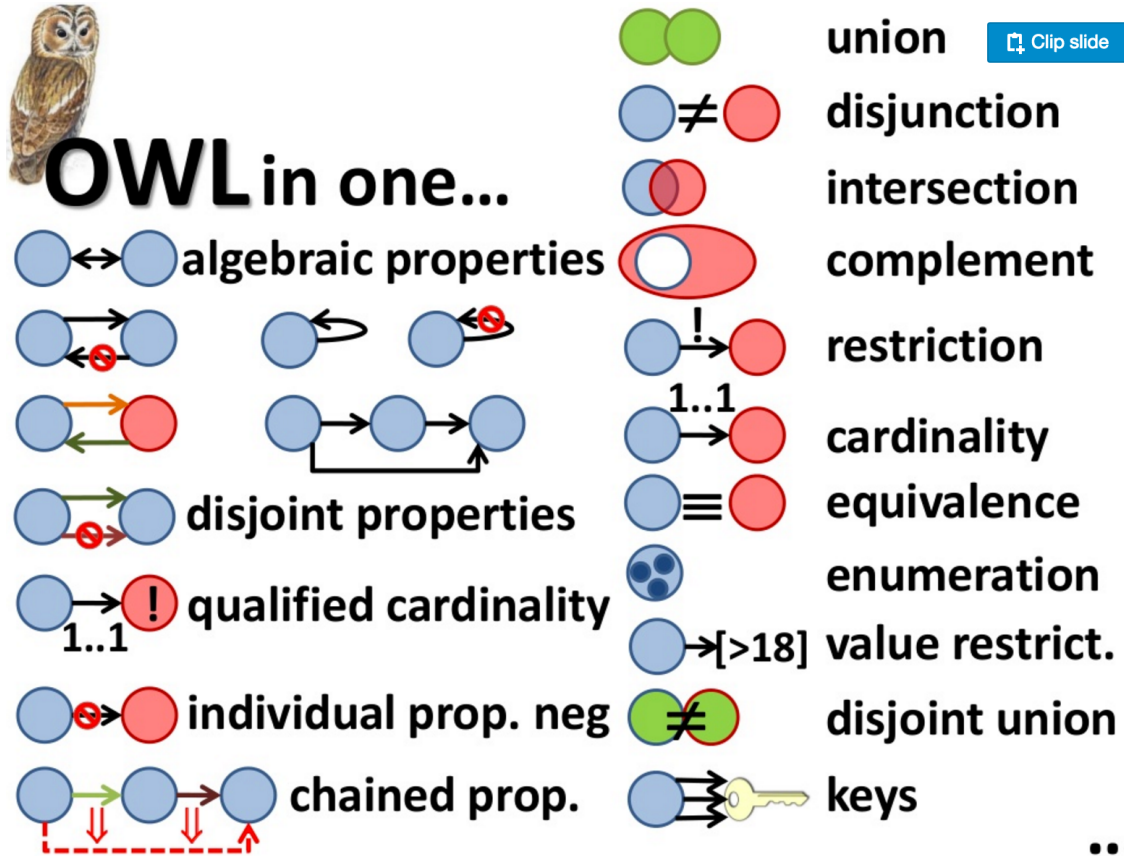 OWL in one...
algebraic properties
disjoint properties
1..1
!
qualified cardinality
individual prop. neg
chained prop.
union
Clip slide
≠
disjunction
intersection
complement
!
restriction
1..1
cardinality
≡
equivalence
enumeration
[>18]
value restrict.
≠
disjoint union
keys
..